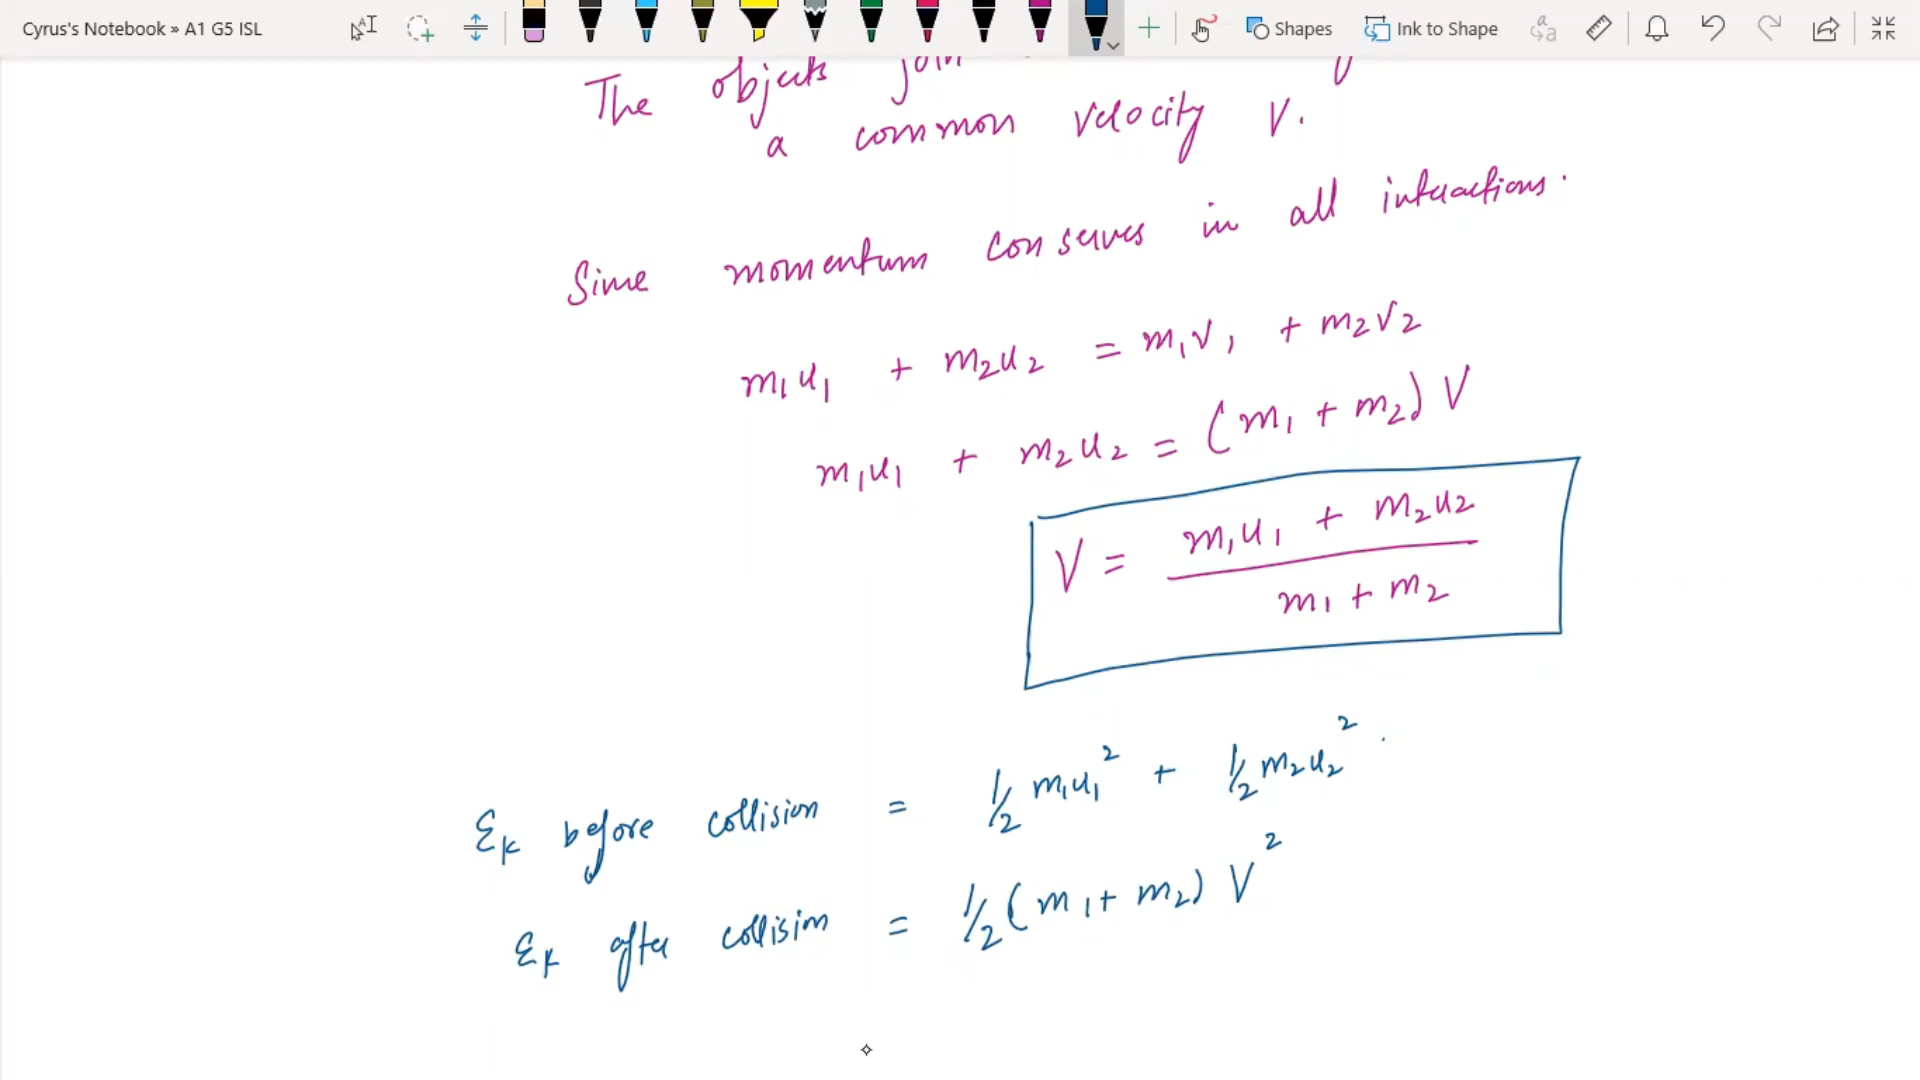 Cyrus's Notebook » A1 G5 ISL
Shapes
Ink to Shape
The objects join
a common velocity V.
Since momentum conserves in all interactions.
m₁u₁ + m₂u₂ = m₁v₁ + m₂v₂
m₁u₁ + m₂u₂ = (m₁ + m₂) V
V = m₁u₁ + m₂u₂
m₁ + m₂
Ek before collision = 1/2 m₁u₁² + 1/2 m₂u₂².
Ek after collision = 1/2 (m₁ + m₂) V²